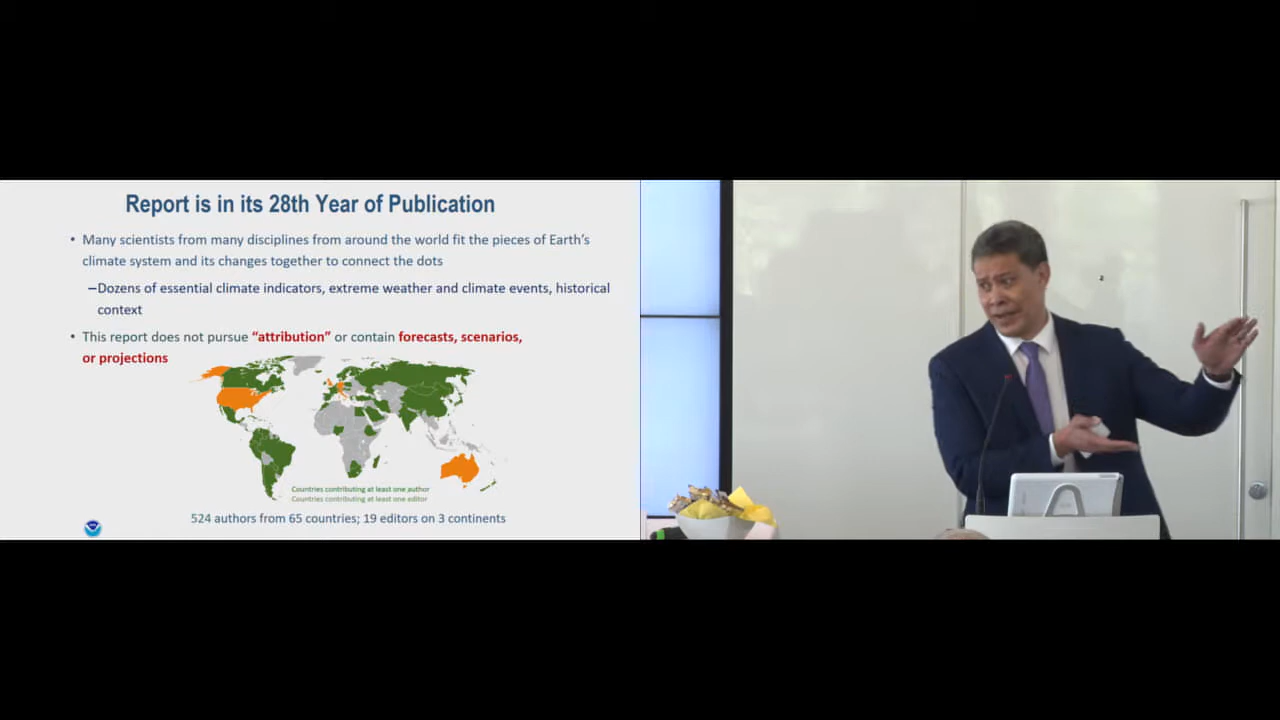 Report is in its 28th Year of Publication
• Many scientists from many disciplines from around the world fit the pieces of Earth's
climate system and its changes together to connect the dots
–Dozens of essential climate indicators, extreme weather and climate events, historical
context
• This report does not pursue "attribution" or contain forecasts, scenarios,
or projections
Countries contributing at least one author
Countries contributing at least one editor
524 authors from 65 countries; 19 editors on 3 continents